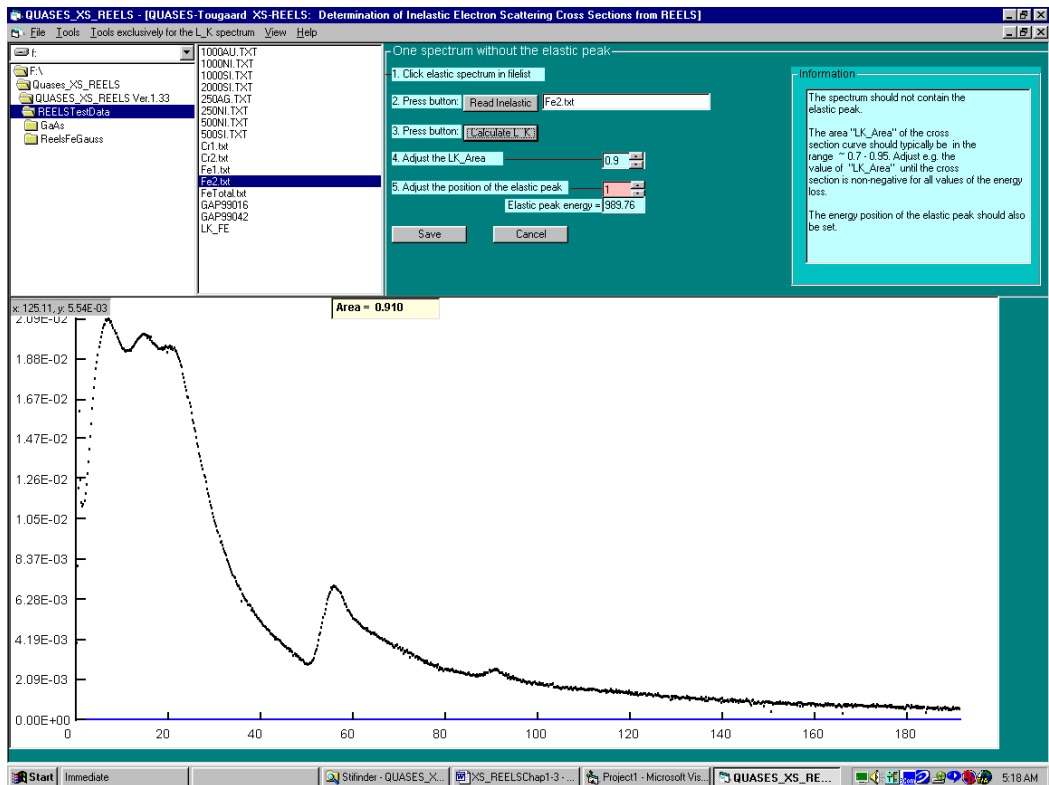 QUASES_XS_REELS - [QUASES-Tougaard XS-REELS: Determination of Inelastic Electron Scattering Cross Sections from REELS]
File Tools Tools exclusively for the L_K spectrum View Help
f:
F:\
Quases_XS_REELS
QUASES_XS_REELS Ver.1.33
REELSTestData
GaAs
ReelsFeGauss
1000AU.TXT
1000NI.TXT
1000SI.TXT
2000SI.TXT
250AG.TXT
250NI.TXT
500NI.TXT
500SI.TXT
Cr1.txt
Cr2.txt
Fe1.txt
Fe2.txt
FeTotal.txt
GAP99016
GAP99042
LK_FE
One spectrum without the elastic peak
1. Click elastic spectrum in filelist
2. Press button: Read Inelastic Fe2.txt
3. Press button: Calculate L_K
4. Adjust the LK_Area 0.9
5. Adjust the position of the elastic peak 1
Elastic peak energy = 989.76
Save Cancel
Information
The spectrum should not contain the
elastic peak.
The area "LK_Area" of the cross
section curve should typically be in the
range ~ 0.7 - 0.95. Adjust e.g. the
value of "LK_Area" until the cross
section is non-negative for all values of the energy
loss.
The energy position of the elastic peak should also
be set.
x: 125.11, y: 5.54E-03
Area = 0.910
2.09E-02
1.88E-02
1.67E-02
1.47E-02
1.26E-02
1.05E-02
8.37E-03
6.28E-03
4.19E-03
2.09E-03
0.00E+00
0 20 40 60 80 100 120 140 160 180
Start Immediate Stifinder - QUASES_X... XS_REELSChap1-3 - ... Project1 - Microsoft Vis... QUASES_XS_RE... 5:18 AM